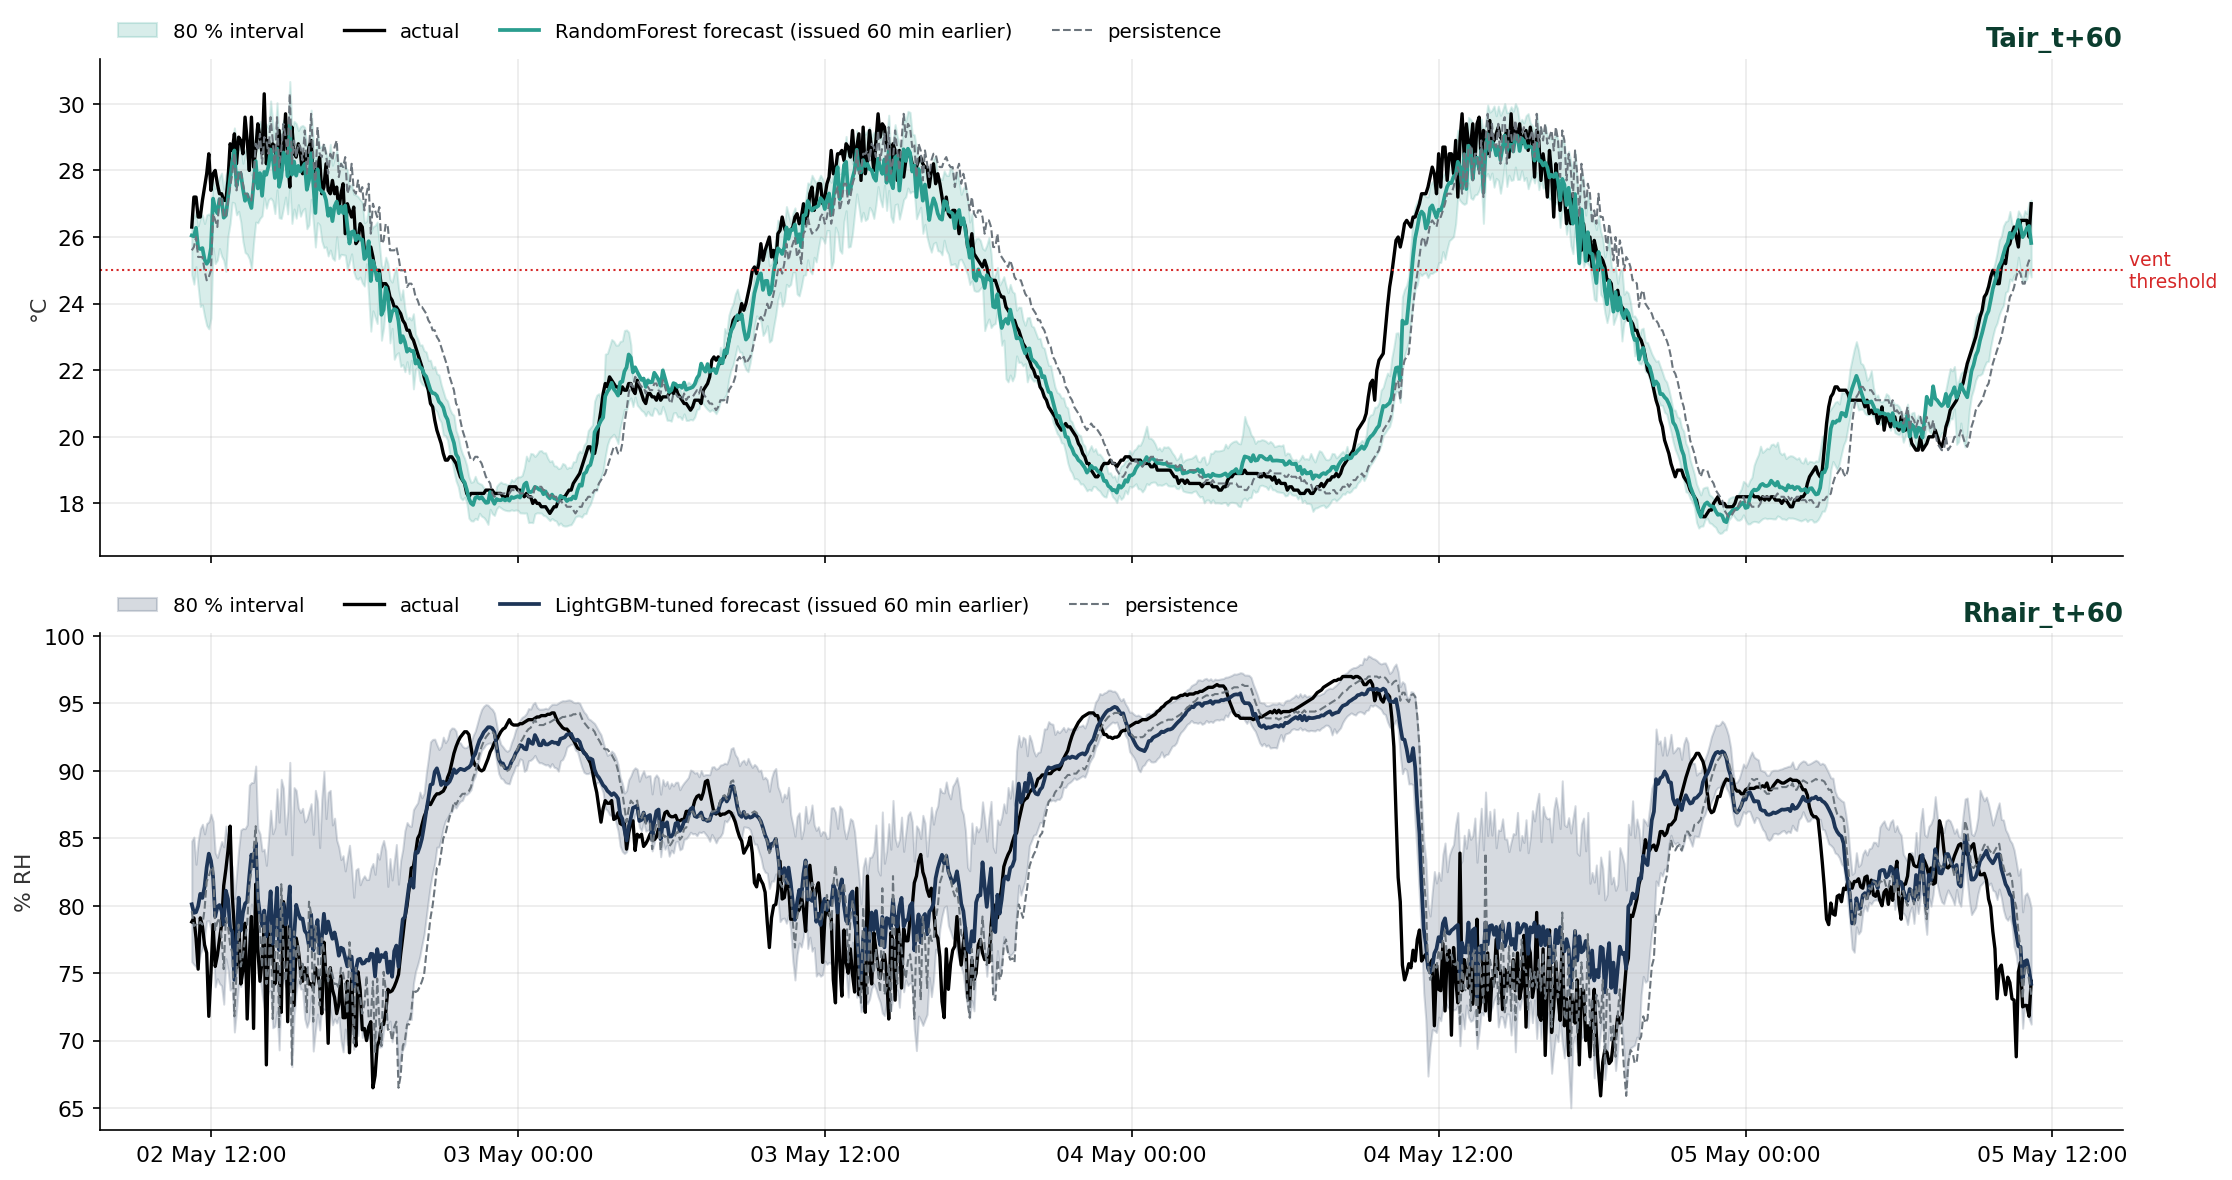 80 % interval actual RandomForest forecast (issued 60 min earlier) persistence
Tair_t+60
30
28
26
24
22
20
18
°C
vent
threshold
80 % interval actual LightGBM-tuned forecast (issued 60 min earlier) persistence
Rhair_t+60
100
95
90
85
80
75
70
65
% RH
02 May 12:00 03 May 00:00 03 May 12:00 04 May 00:00 04 May 12:00 05 May 00:00 05 May 12:00